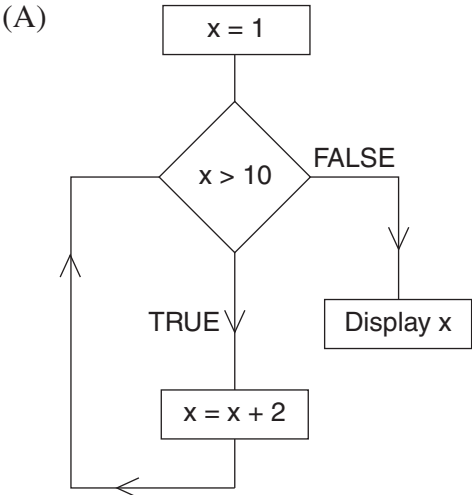 (A)
x = 1
x > 10
FALSE
TRUE
Display x
x = x + 2